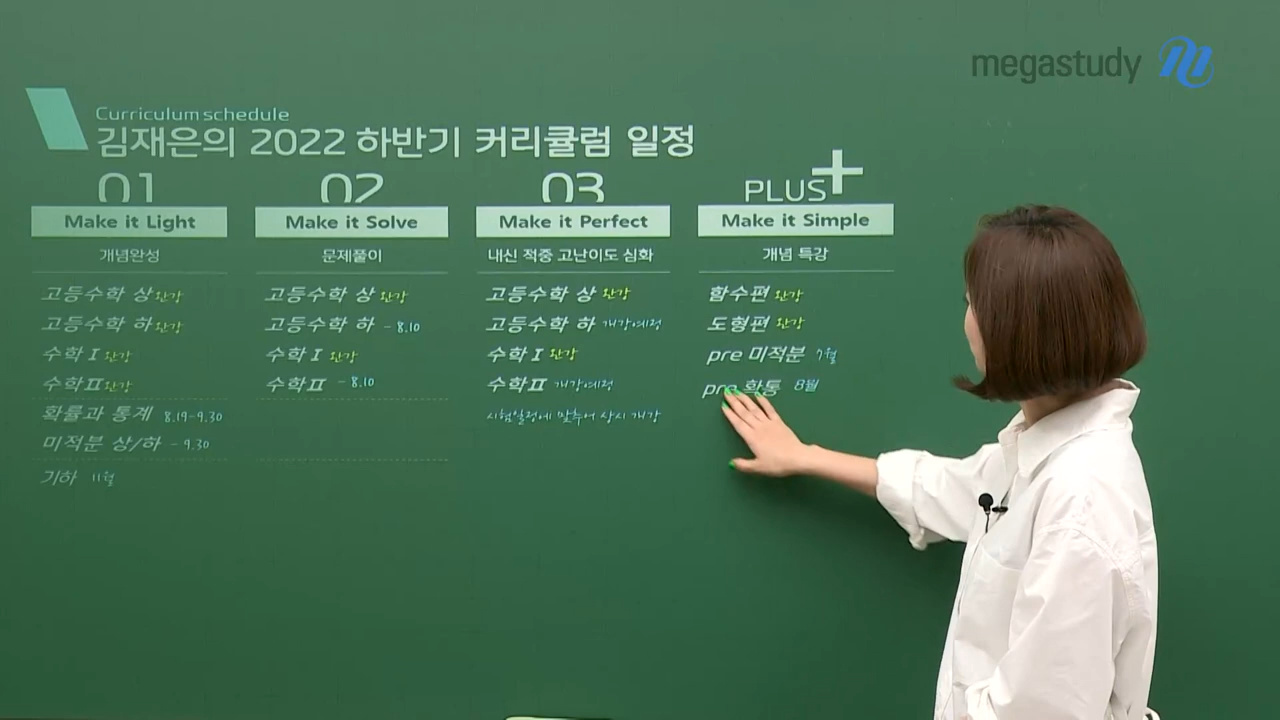 megastudy
Curriculum schedule
김재은의 2022 하반기 커리큘럼 일정
01
Make it Light
개념완성
고등수학 상 완강
고등수학 하 완강
수학 I 완강
수학 II 완강
확률과 통계 8.19-9.30
미적분 상/하 - 9.30
기하 11월
02
Make it Solve
문제풀이
고등수학 상 완강
고등수학 하 - 8.10
수학 I 완강
수학 II - 8.10
03
Make it Perfect
내신 적중 고난이도 심화
고등수학 상 완강
고등수학 하 개강예정
수학 I 완강
수학 II 개강예정
시험일정에 맞추어 상시 개강
PLUS+
Make it Simple
개념 특강
함수편 완강
도형편 완강
pre 미적분 7월
pre 확통 8월